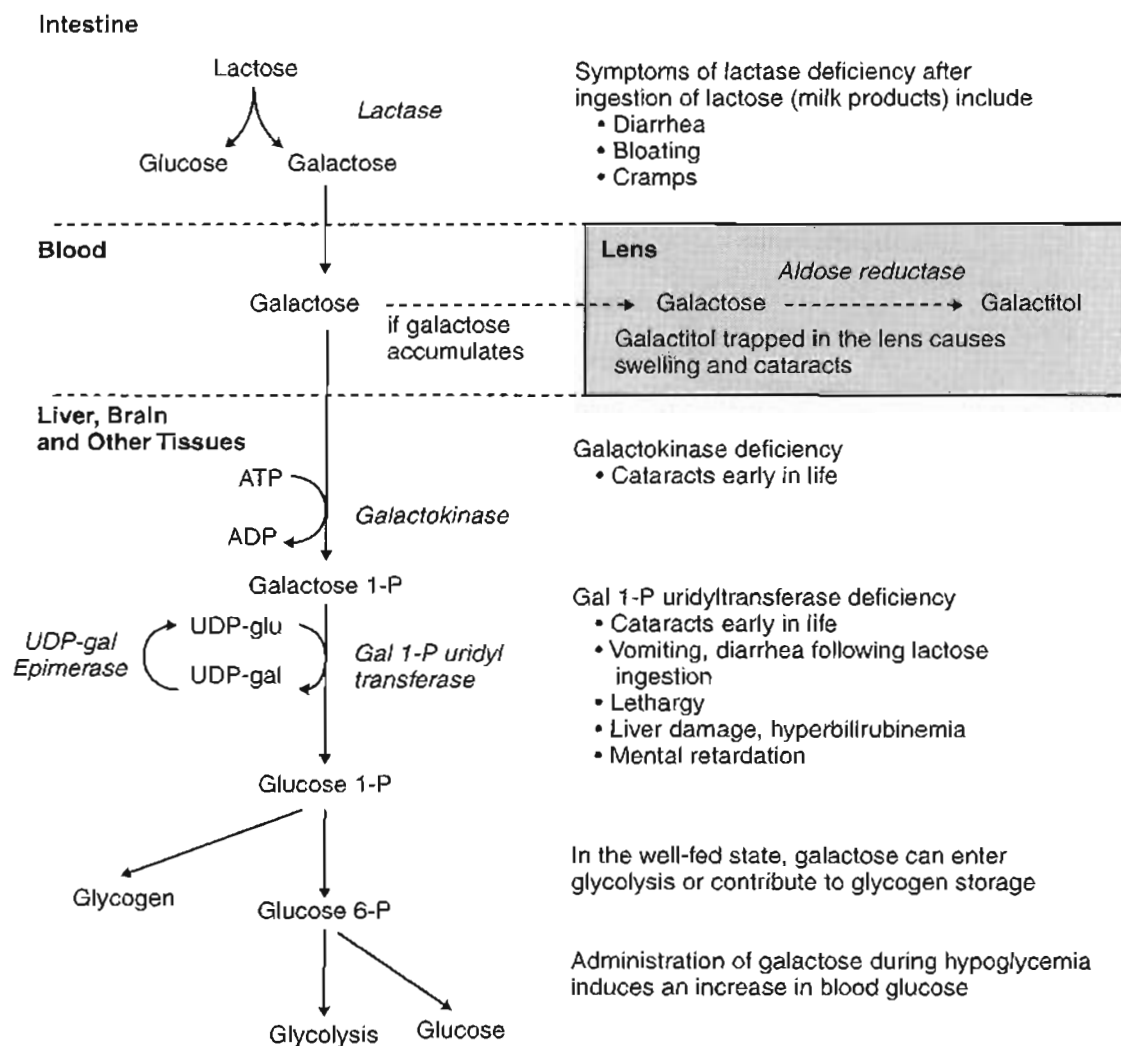 Intestine
Lactose
Lactase
Glucose
Galactose
Symptoms of lactase deficiency after
ingestion of lactose (milk products) include
• Diarrhea
• Bloating
• Cramps
Blood
Galactose
if galactose
accumulates
Lens
Aldose reductase
Galactose
Galactitol
Galactitol trapped in the lens causes
swelling and cataracts
Liver, Brain
and Other Tissues
ATP
ADP
Galactokinase
Galactokinase deficiency
• Cataracts early in life
Galactose 1-P
UDP-gal
Epimerase
UDP-glu
UDP-gal
Gal 1-P uridyl
transferase
Gal 1-P uridyltransferase deficiency
• Cataracts early in life
• Vomiting, diarrhea following lactose
ingestion
• Lethargy
• Liver damage, hyperbilirubinemia
• Mental retardation
Glucose 1-P
Glycogen
Glucose 6-P
In the well-fed state, galactose can enter
glycolysis or contribute to glycogen storage
Glycolysis
Glucose
Administration of galactose during hypoglycemia
induces an increase in blood glucose